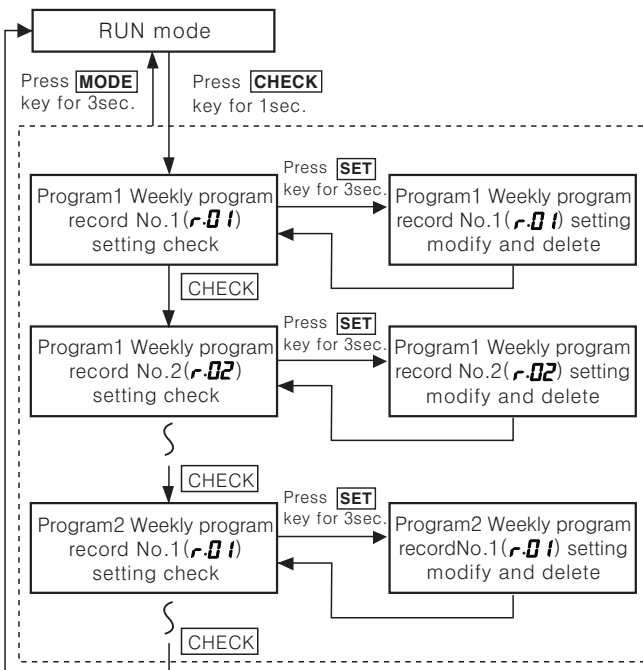 RUN mode
Press MODE
key for 3sec.
Press CHECK
key for 1sec.
Press SET
key for 3sec.
Program1 Weekly program
record No.1(r.01)
setting check
Program1 Weekly program
record No.1(r.01) setting
modify and delete
CHECK
Press SET
key for 3sec.
Program1 Weekly program
record No.2(r.02)
setting check
Program1 Weekly program
record No.2(r.02) setting
modify and delete
CHECK
Press SET
key for 3sec.
Program2 Weekly program
record No.1(r.01)
setting check
Program2 Weekly program
recordNo.1(r.01) setting
modify and delete
CHECK